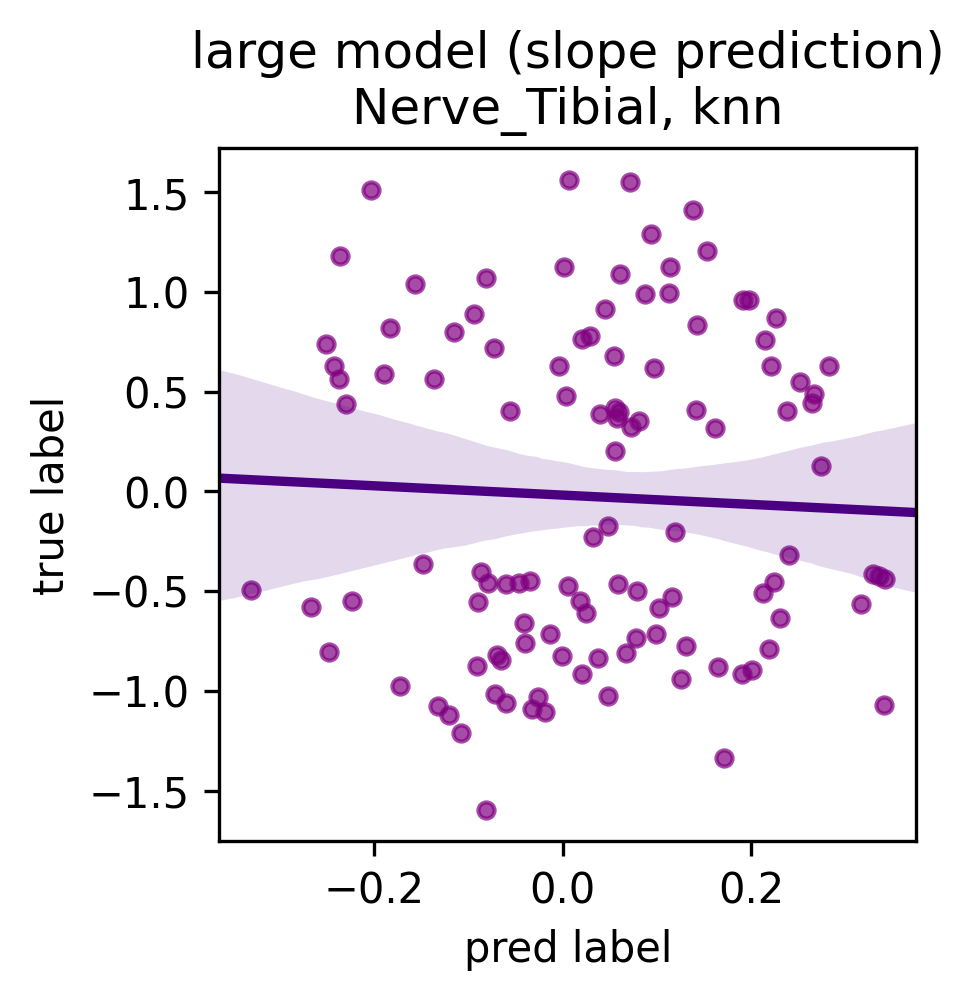 large model (slope prediction)
Nerve_Tibial, knn
true label
1.5
1.0
0.5
0.0
−0.5
−1.0
−1.5
−0.2
0.0
0.2
pred label